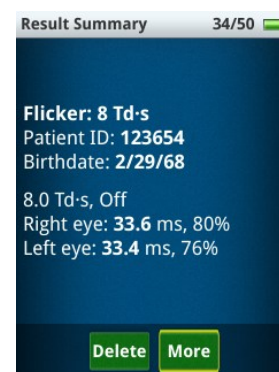 Result Summary 34/50
Flicker: 8 Td·s
Patient ID: 123654
Birthdate: 2/29/68
8.0 Td·s, Off
Right eye: 33.6 ms, 80%
Left eye: 33.4 ms, 76%
Delete More